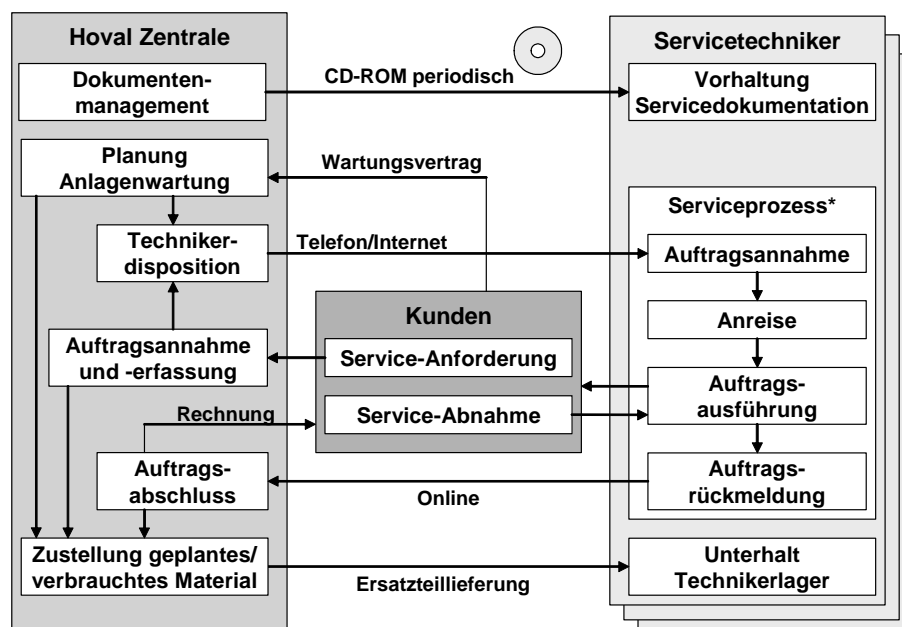 Hoval Zentrale
Dokumenten-
management
Planung
Anlagenwartung
Techniker-
disposition
Auftragsannahme
und -erfassung
Auftrags-
abschluss
Zustellung geplantes/
verbrauchtes Material
CD-ROM periodisch
Wartungsvertrag
Telefon/Internet
Kunden
Service-Anforderung
Service-Abnahme
Rechnung
Online
Ersatzteillieferung
Servicetechniker
Vorhaltung
Servicedokumentation
Serviceprozess*
Auftragsannahme
Anreise
Auftrags-
ausführung
Auftrags-
rückmeldung
Unterhalt
Technikerlager